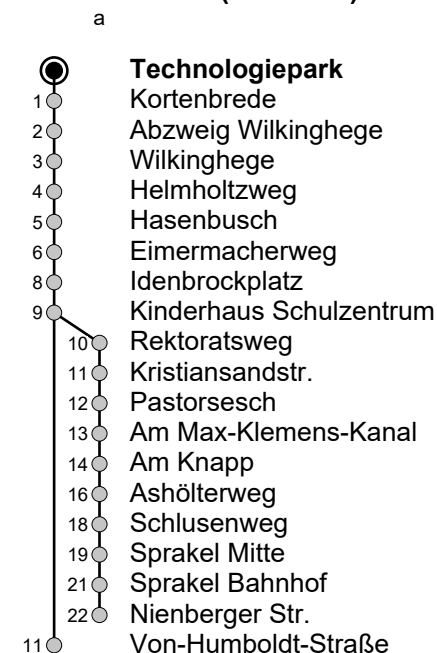 a
Technologiepark
1 Kortenbrede
2 Abzweig Wilkinghege
3 Wilkinghege
4 Helmholtzweg
5 Hasenbusch
6 Eimermacherweg
8 Idenbrockplatz
9 Kinderhaus Schulzentrum
10 Rektoratsweg
11 Kristiansandstr.
12 Pastorsesch
13 Am Max-Klemens-Kanal
14 Am Knapp
16 Ashölterweg
18 Schlusenweg
19 Sprakel Mitte
21 Sprakel Bahnhof
22 Nienberger Str.
11 Von-Humboldt-Straße